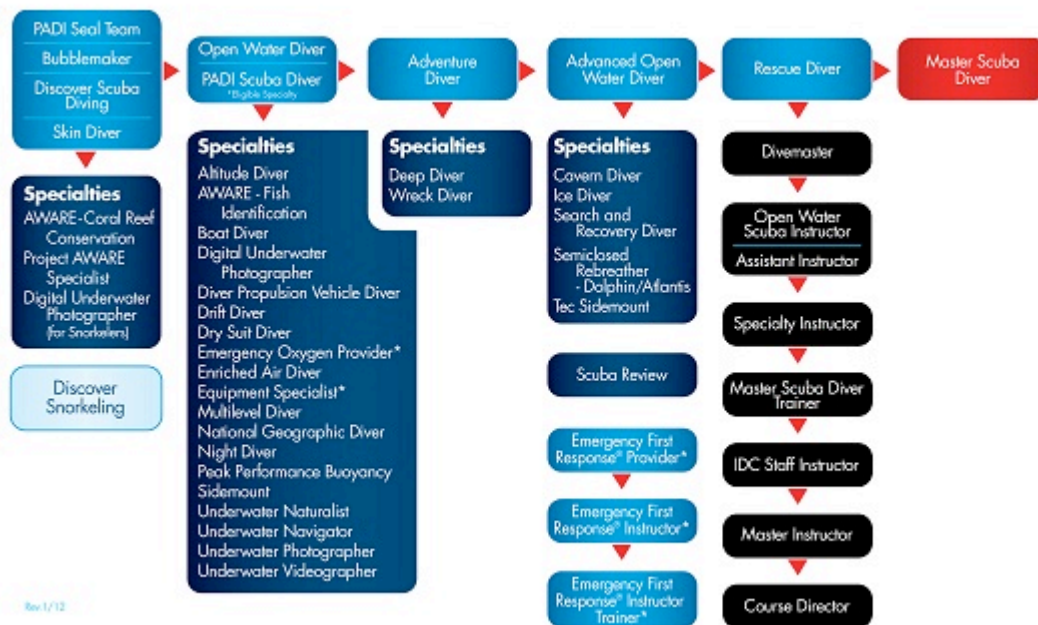 PADI Seal Team
Bubblemaker
Discover Scuba
Diving
Skin Diver
Open Water Diver
PADI Scuba Diver
*Eligible Specialty
Adventure
Diver
Advanced Open
Water Diver
Rescue Diver
Master Scuba
Diver
Specialties
AWARE-Coral Reef
Conservation
Project AWARE
Specialist
Digital Underwater
Photographer
(for Snorkelers)
Discover
Snorkeling
Specialties
Altitude Diver
AWARE - Fish
Identification
Boat Diver
Digital Underwater
Photographer
Diver Propulsion Vehicle Diver
Drift Diver
Dry Suit Diver
Emergency Oxygen Provider*
Enriched Air Diver
Equipment Specialist*
Multilevel Diver
National Geographic Diver
Night Diver
Peak Performance Buoyancy
Sidemount
Underwater Naturalist
Underwater Navigator
Underwater Photographer
Underwater Videographer
Specialties
Deep Diver
Wreck Diver
Specialties
Cavern Diver
Ice Diver
Search and
Recovery Diver
Semiclosed
Rebreather
- Dolphin/Atlantis
Tec Sidemount
Scuba Review
Emergency First
Response® Provider*
Emergency First
Response® Instructor*
Emergency First
Response® Instructor
Trainer*
Divemaster
Open Water
Scuba Instructor
Assistant Instructor
Specialty Instructor
Master Scuba Diver
Trainer
IDC Staff Instructor
Master Instructor
Course Director
Rev 1/12